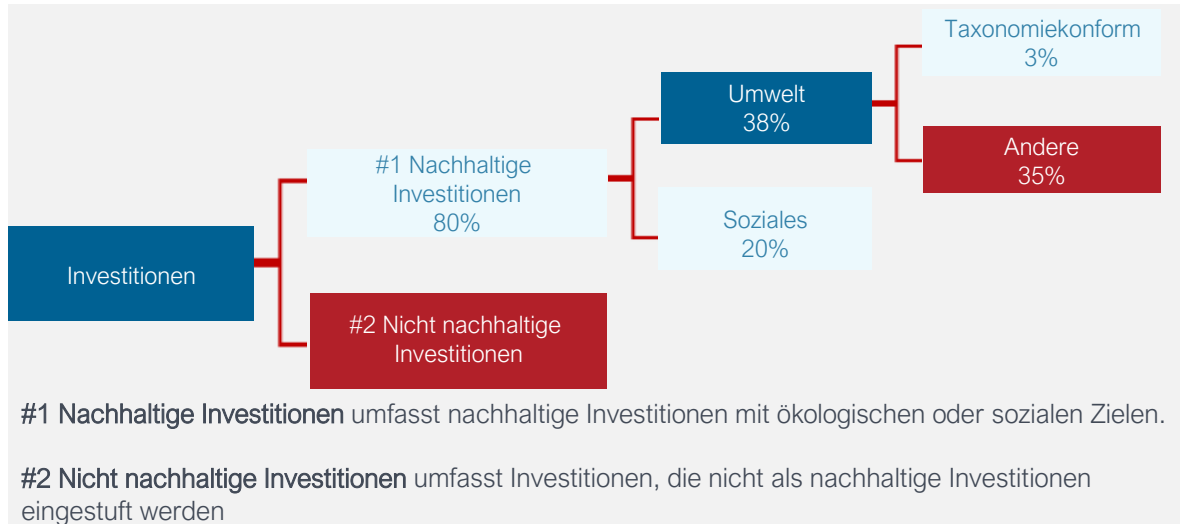 Taxonomiekonform
3%
Umwelt
38%
Andere
35%
#1 Nachhaltige
Investitionen
80%
Soziales
20%
Investitionen
#2 Nicht nachhaltige
Investitionen
#1 Nachhaltige Investitionen umfasst nachhaltige Investitionen mit ökologischen oder sozialen Zielen.
#2 Nicht nachhaltige Investitionen umfasst Investitionen, die nicht als nachhaltige Investitionen
eingestuft werden